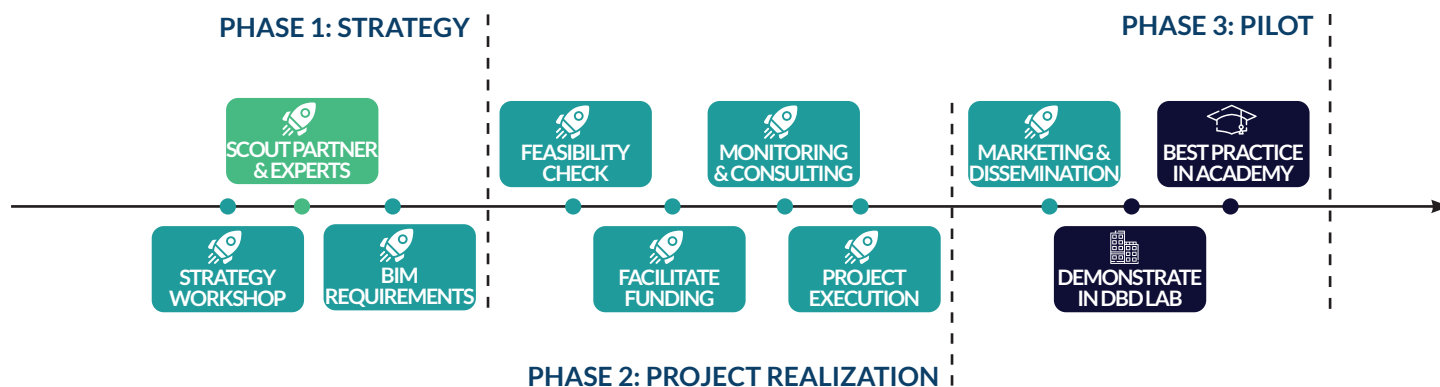 PHASE 1: STRATEGY
PHASE 3: PILOT
SCOUT PARTNER
& EXPERTS
FEASIBILITY
CHECK
MONITORING
& CONSULTING
MARKETING &
DISSEMINATION
BEST PRACTICE
IN ACADEMY
STRATEGY
WORKSHOP
BIM
REQUIREMENTS
FACILITATE
FUNDING
PROJECT
EXECUTION
DEMONSTRATE
IN DBD LAB
PHASE 2: PROJECT REALIZATION